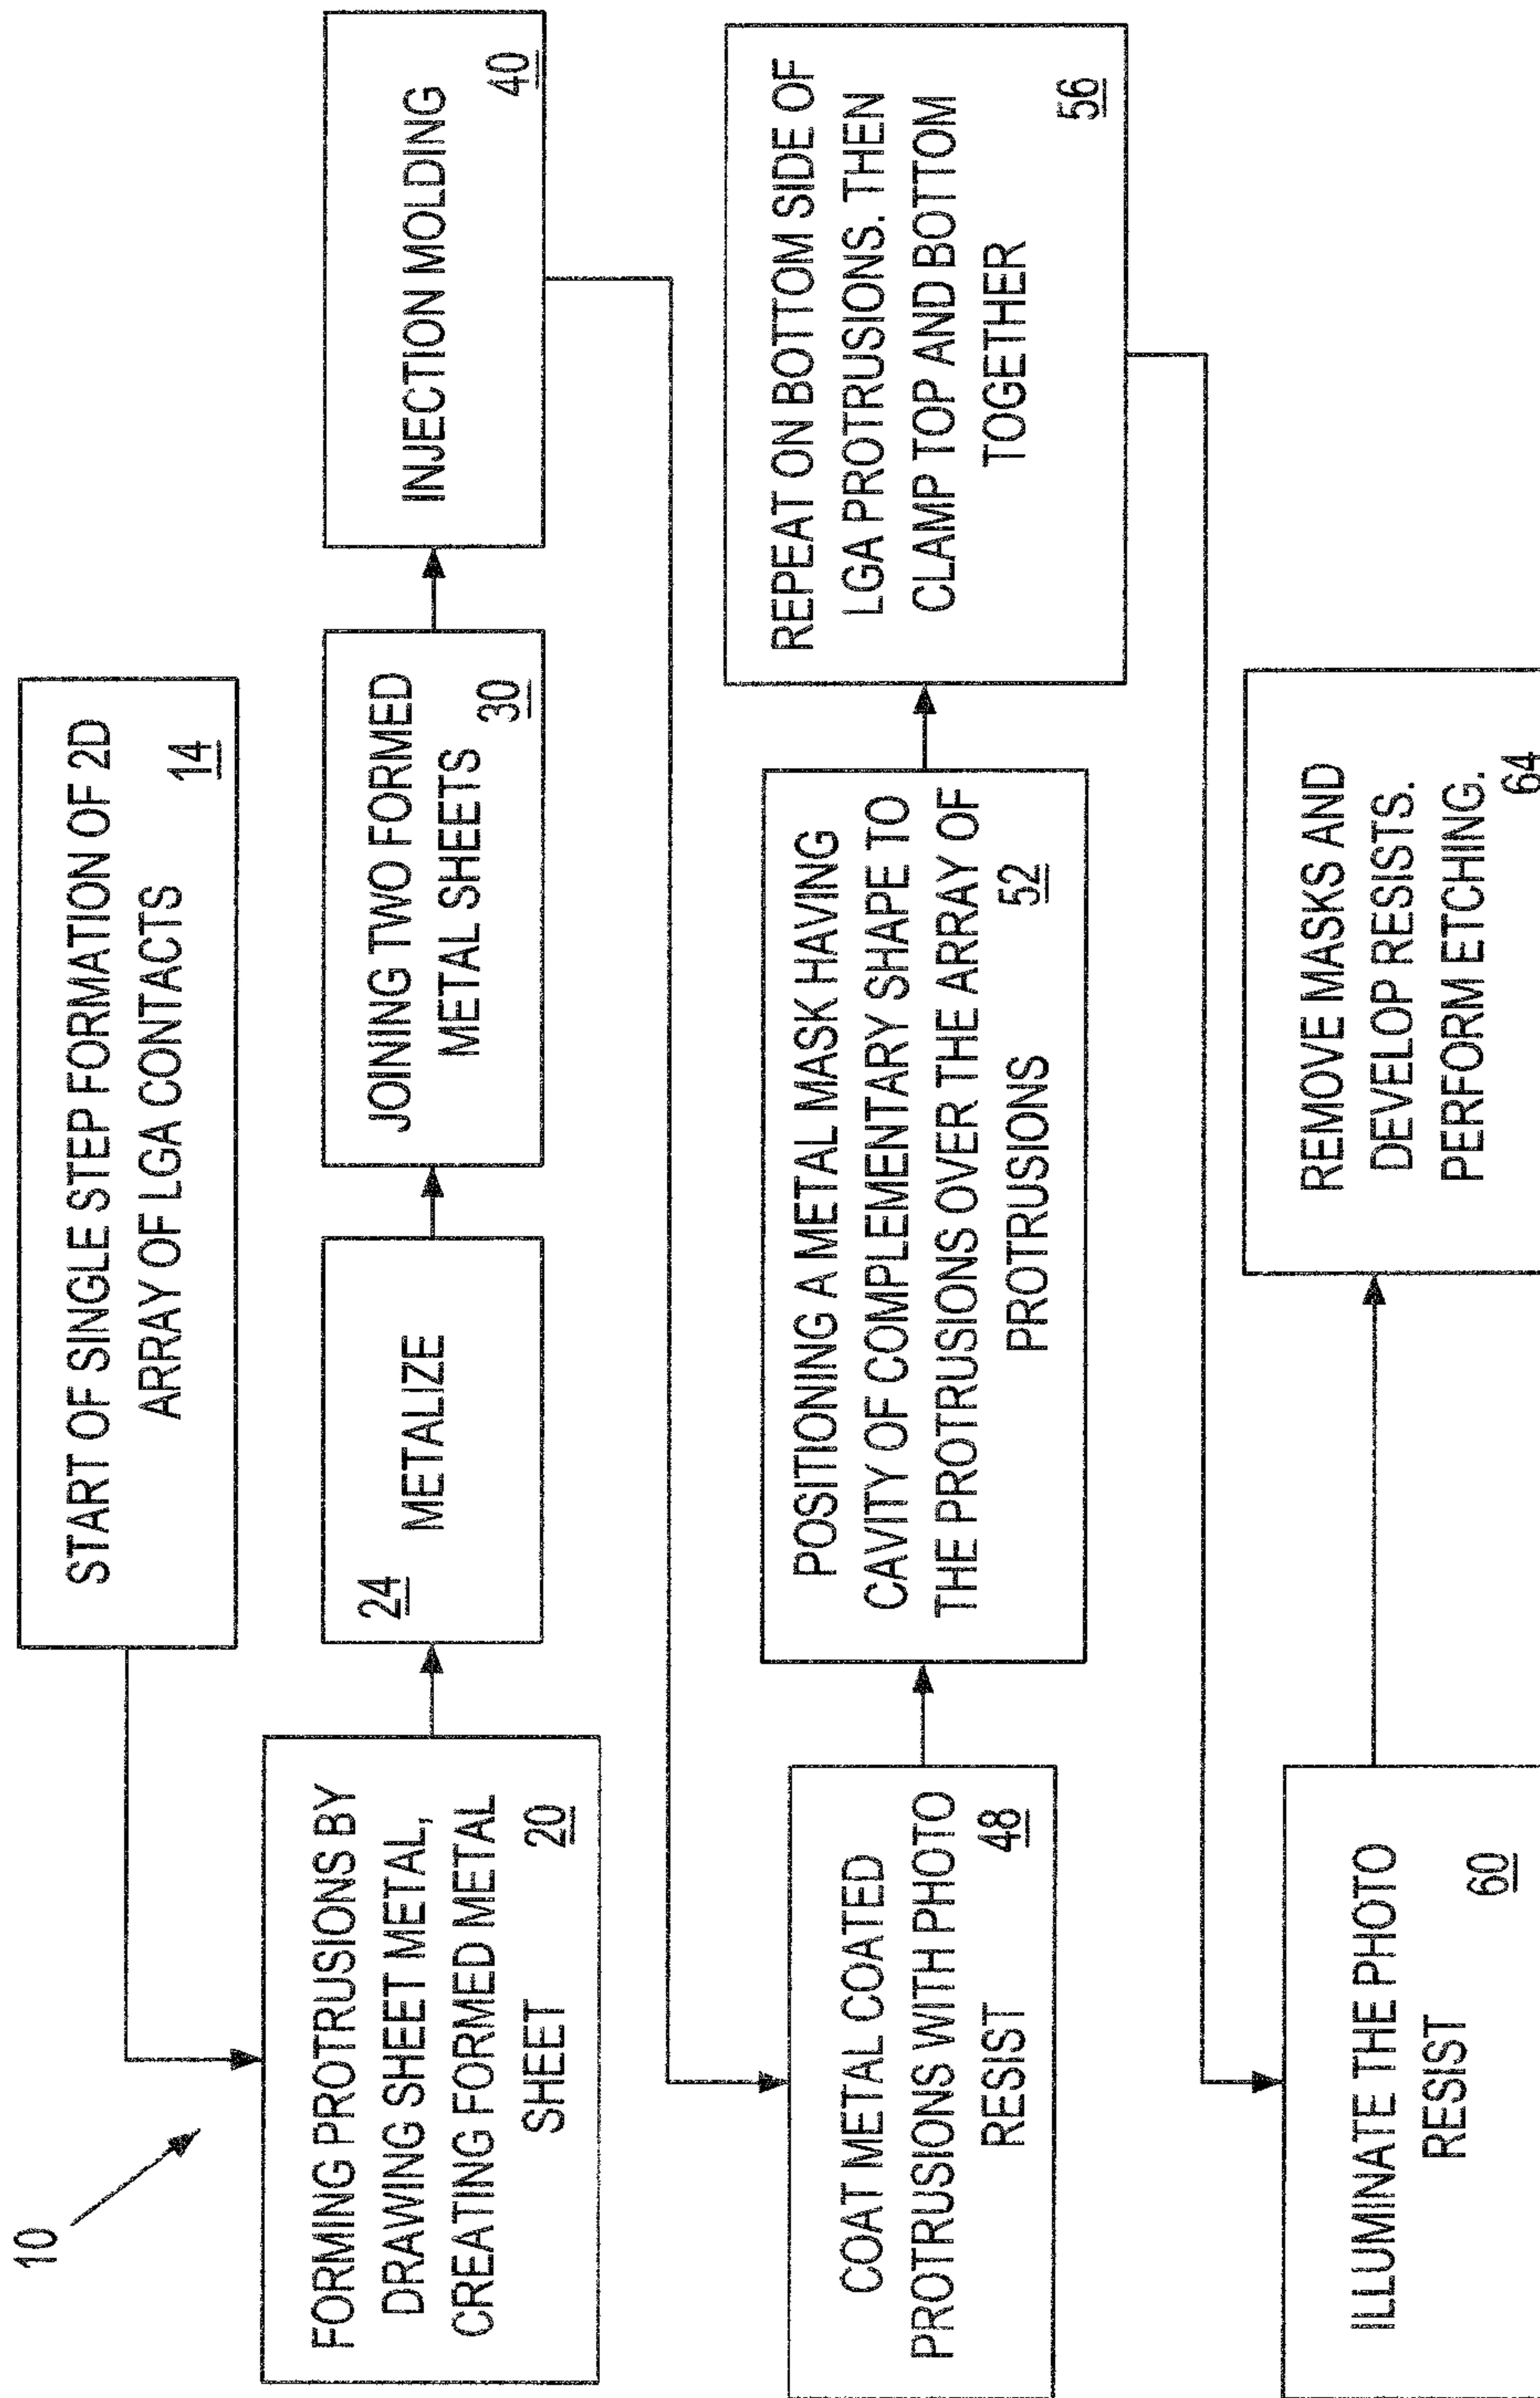 10
START OF SINGLE STEP FORMATION OF 2D
ARRAY OF LGA CONTACTS
14
FORMING PROTRUSIONS BY
DRAWING SHEET METAL,
CREATING FORMED METAL
SHEET
20
24
METALIZE
JOINING TWO FORMED
METAL SHEETS
30
INJECTION MOLDING
40
COAT METAL COATED
PROTRUSIONS WITH PHOTO
RESIST
48
POSITIONING A METAL MASK HAVING
CAVITY OF COMPLEMENTARY SHAPE TO
THE PROTRUSIONS OVER THE ARRAY OF
PROTRUSIONS
52
REPEAT ON BOTTOM SIDE OF
LGA PROTRUSIONS. THEN
CLAMP TOP AND BOTTOM
TOGETHER
56
ILLUMINATE THE PHOTO
RESIST
60
REMOVE MASKS AND
DEVELOP RESISTS.
PERFORM ETCHING.
64